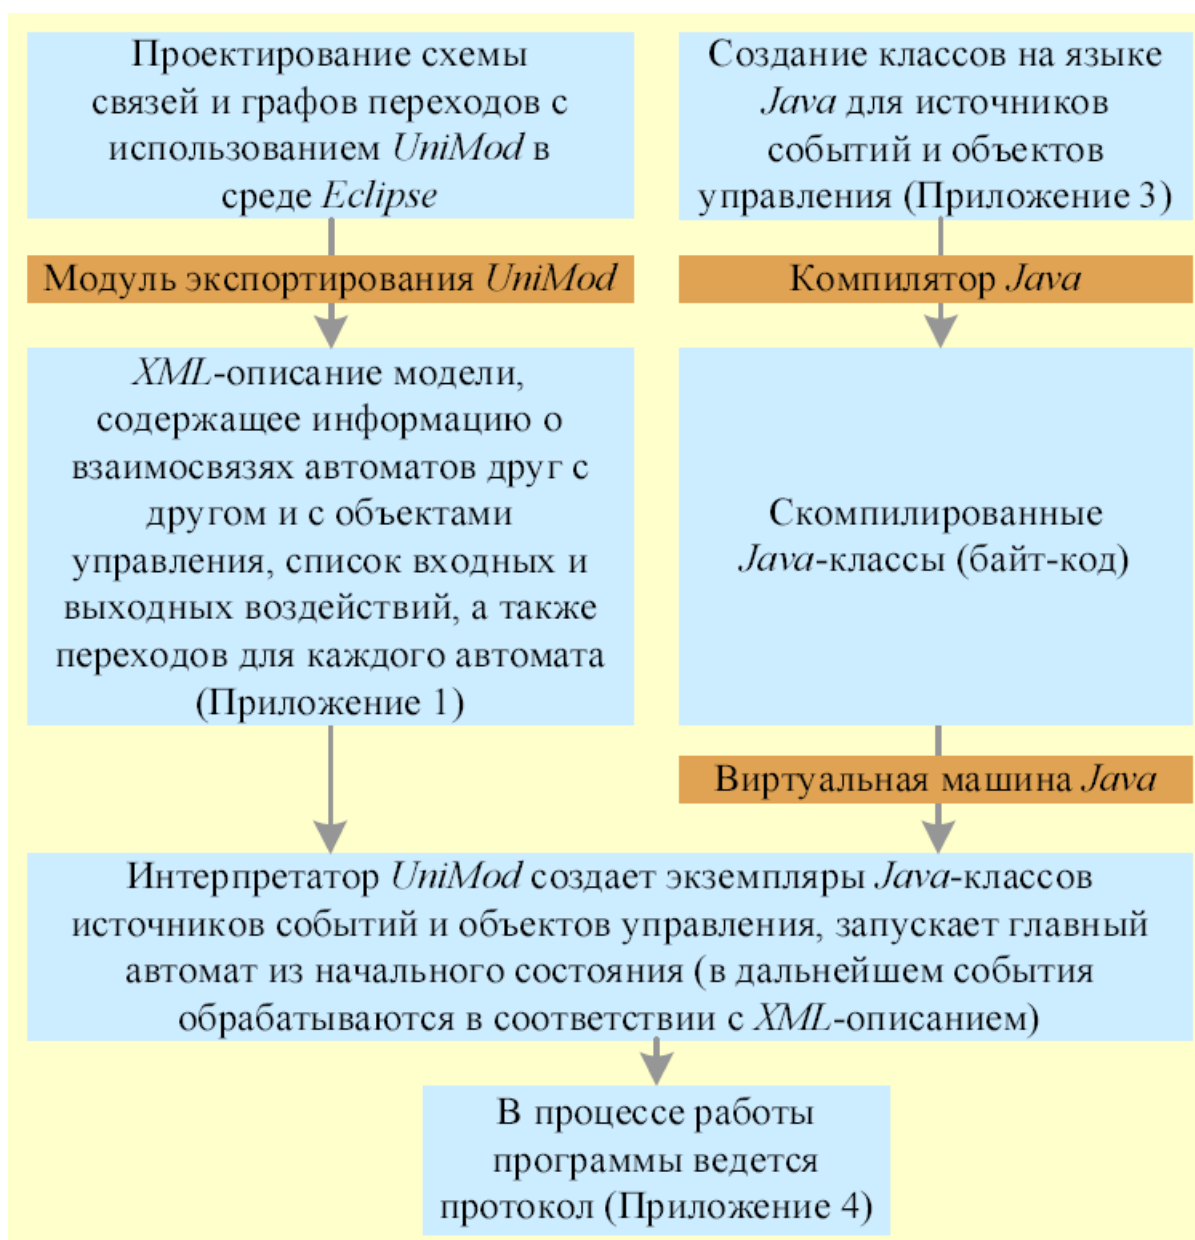 Проектирование схемы
связей и графов переходов с
использованием UniMod в
среде Eclipse
Модуль экспортирования UniMod
XML-описание модели,
содержащее информацию о
взаимосвязях автоматов друг с
другом и с объектами
управления, список входных и
выходных воздействий, а также
переходов для каждого автомата
(Приложение 1)
Создание классов на языке
Java для источников
событий и объектов
управления (Приложение 3)
Компилятор Java
Скомпилированные
Java-классы (байт-код)
Виртуальная машина Java
Интерпретатор UniMod создает экземпляры Java-классов
источников событий и объектов управления, запускает главный
автомат из начального состояния (в дальнейшем события
обрабатываются в соответствии с XML-описанием)
В процессе работы
программы ведется
протокол (Приложение 4)